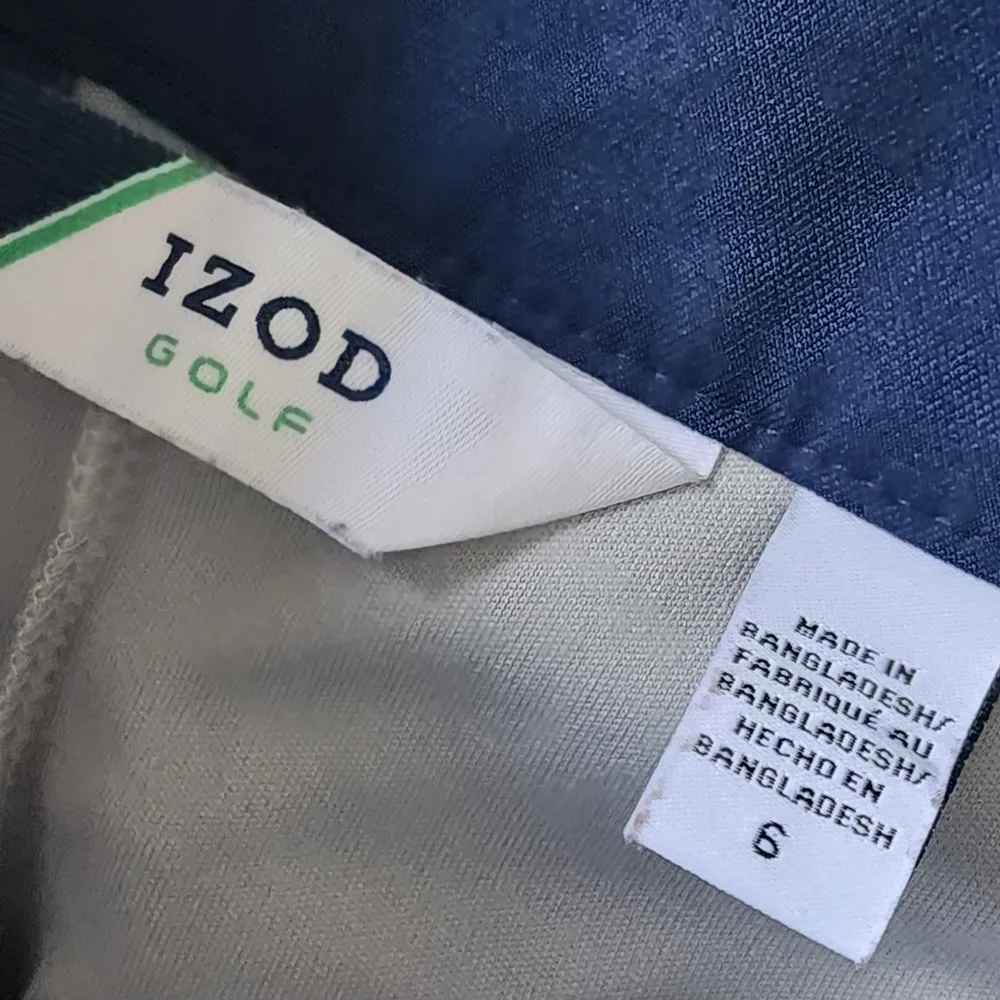 IZOD
GOLF
MADE IN
BANGLADESH/
FABRIQUÉ AU
BANGLADESH/
HECHO EN
BANGLADESH
6